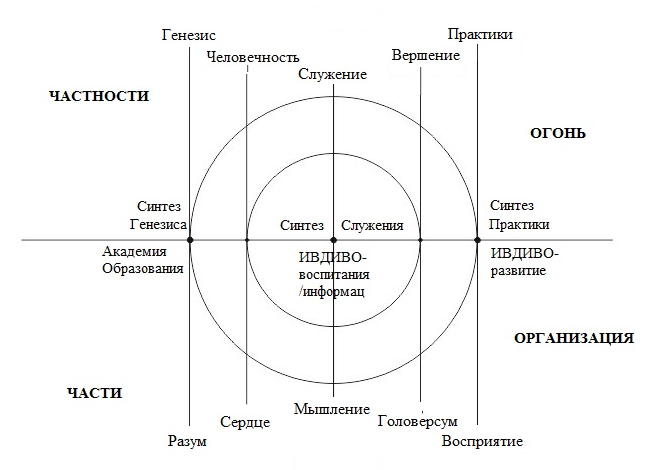 Генезис
Практики
Человечность
Вершение
Служение
ЧАСТНОСТИ
ОГОНЬ
Синтез
Генезиса
Синтез
Служения
Синтез
Практики
Академия
Образования
ИВДИВО-
воспитания
/информац
ИВДИВО-
развитие
ОРГАНИЗАЦИЯ
ЧАСТИ
Мышление
Сердце
Головерсум
Разум
Восприятие